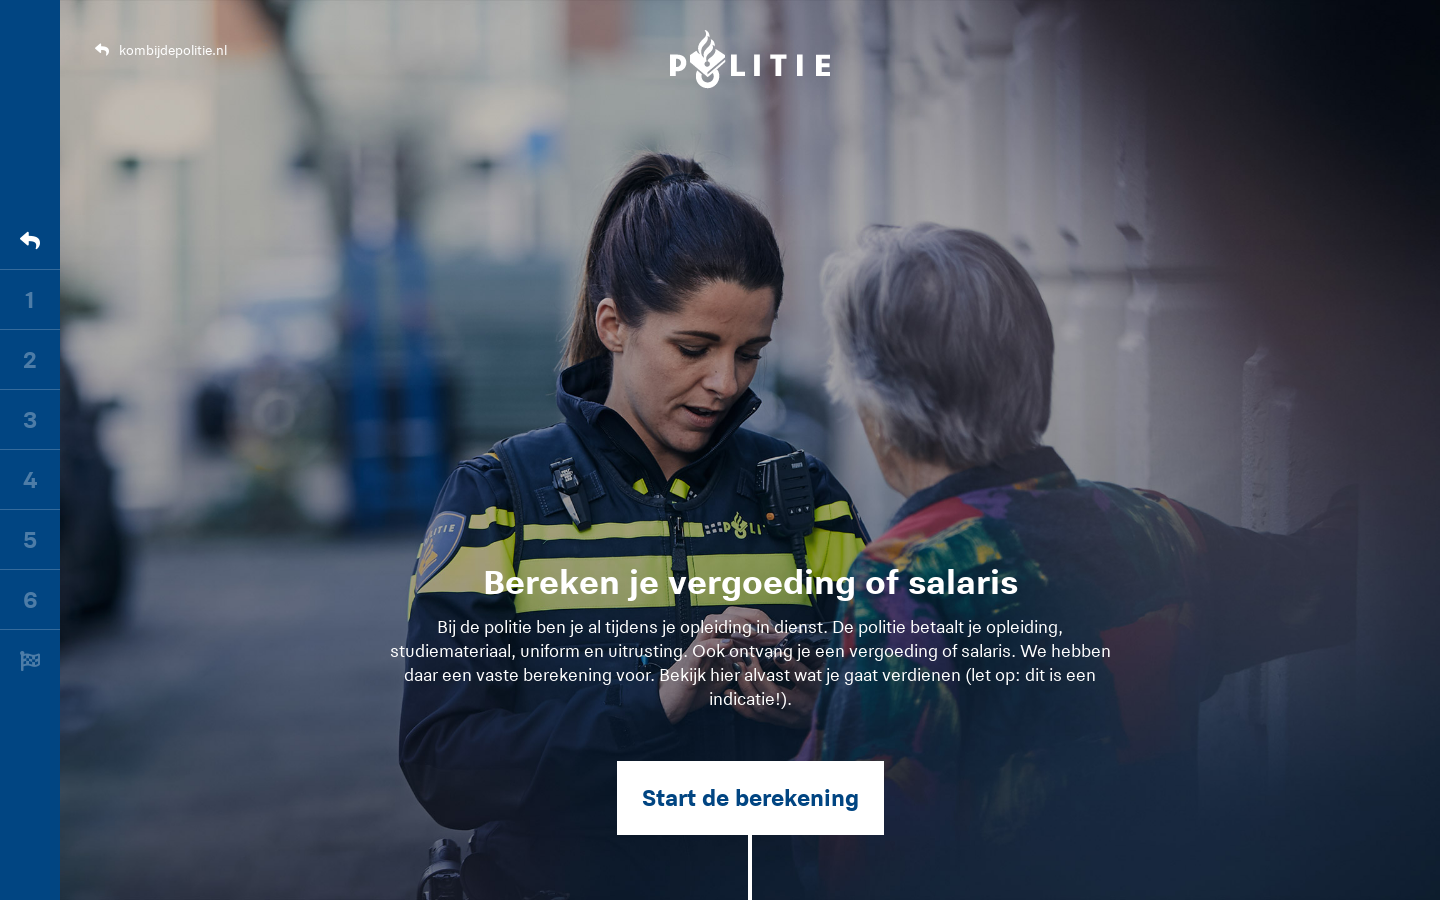 kombijdepolitie.nl
POLITIE
1
2
3
4
5
6
POLITI
Bereken je vergoeding of salaris
Bij de politie ben je al tijdens je opleiding in dienst. De politie betaalt je opleiding,
studiemateriaal, uniform en uitrusting. Ook ontvang je een vergoeding of salaris. We hebben
daar een vaste berekening voor. Bekijk hier alvast wat je gaat verdienen (let op: dit is een
indicatie!).
Start de berekening